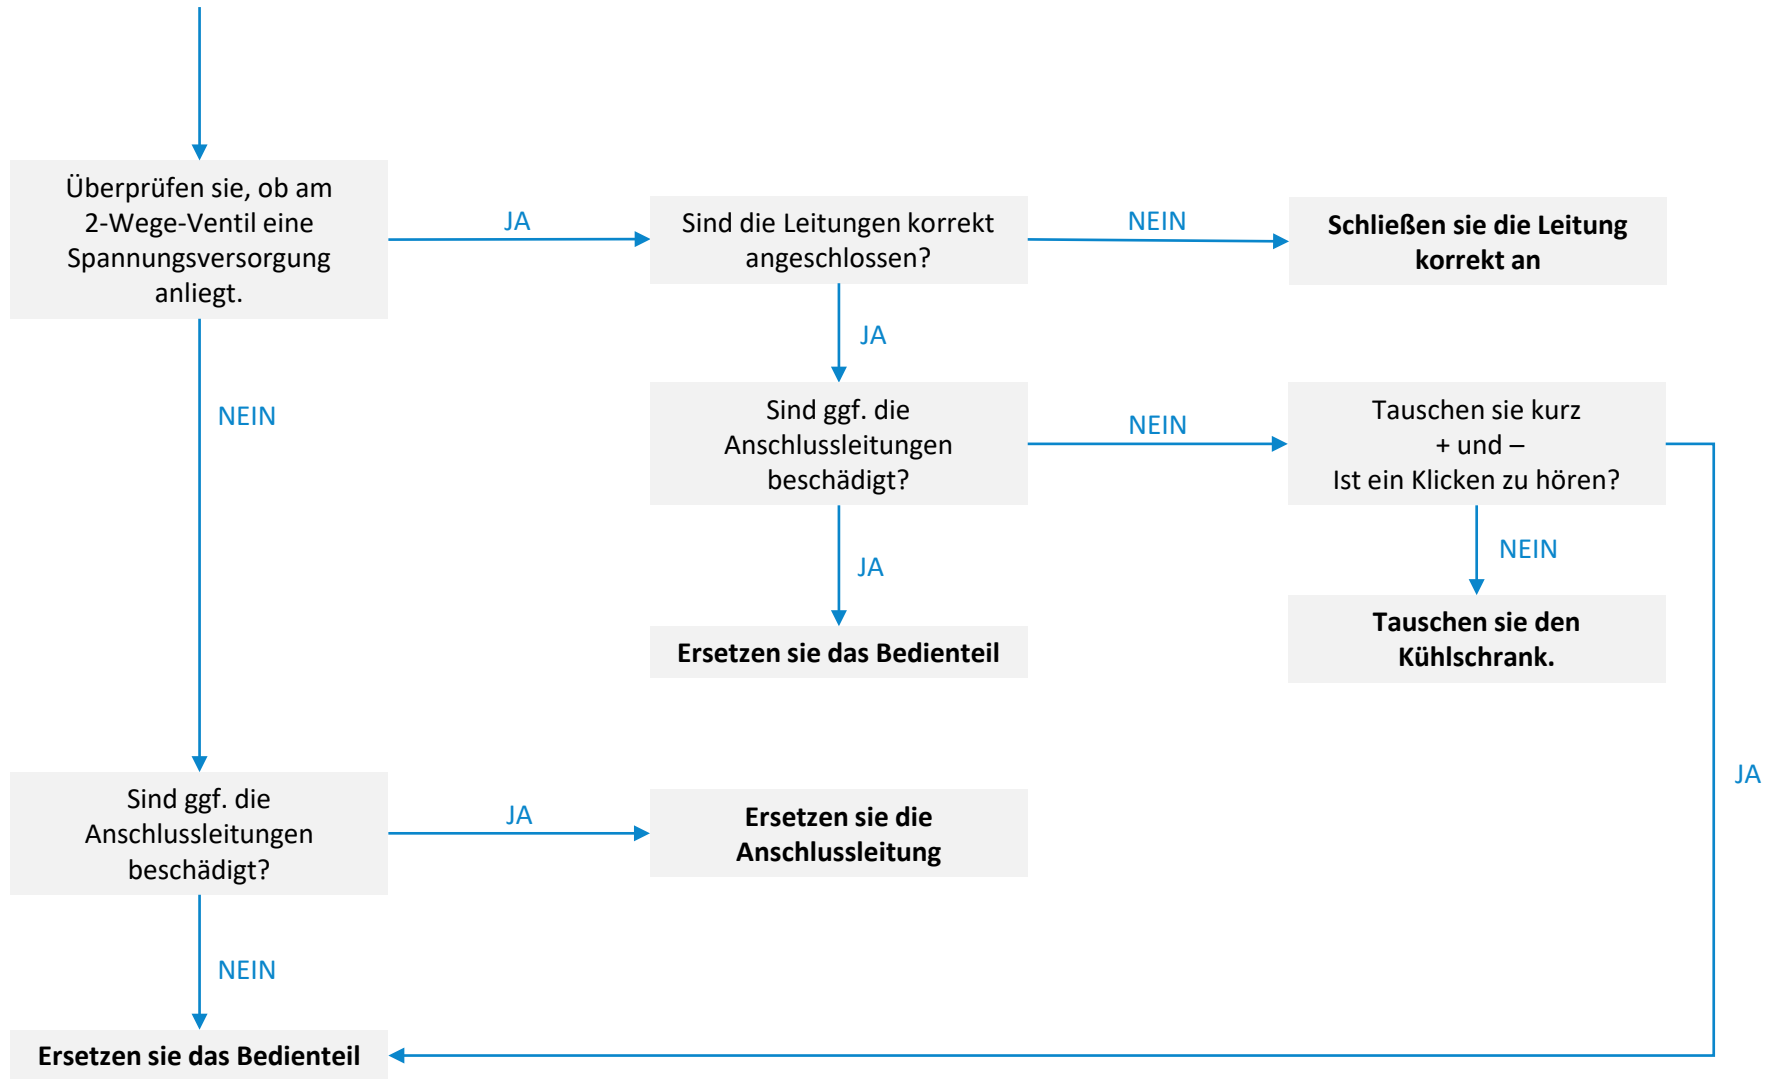 Überprüfen sie, ob am
2-Wege-Ventil eine
Spannungsversorgung
anliegt.
JA
Sind die Leitungen korrekt
angeschlossen?
NEIN
Schließen sie die Leitung
korrekt an
JA
NEIN
Sind ggf. die
Anschlussleitungen
beschädigt?
NEIN
Tauschen sie kurz
+ und –
Ist ein Klicken zu hören?
JA
NEIN
Ersetzen sie das Bedienteil
Tauschen sie den
Kühlschrank.
JA
Sind ggf. die
Anschlussleitungen
beschädigt?
JA
Ersetzen sie die
Anschlussleitung
NEIN
Ersetzen sie das Bedienteil